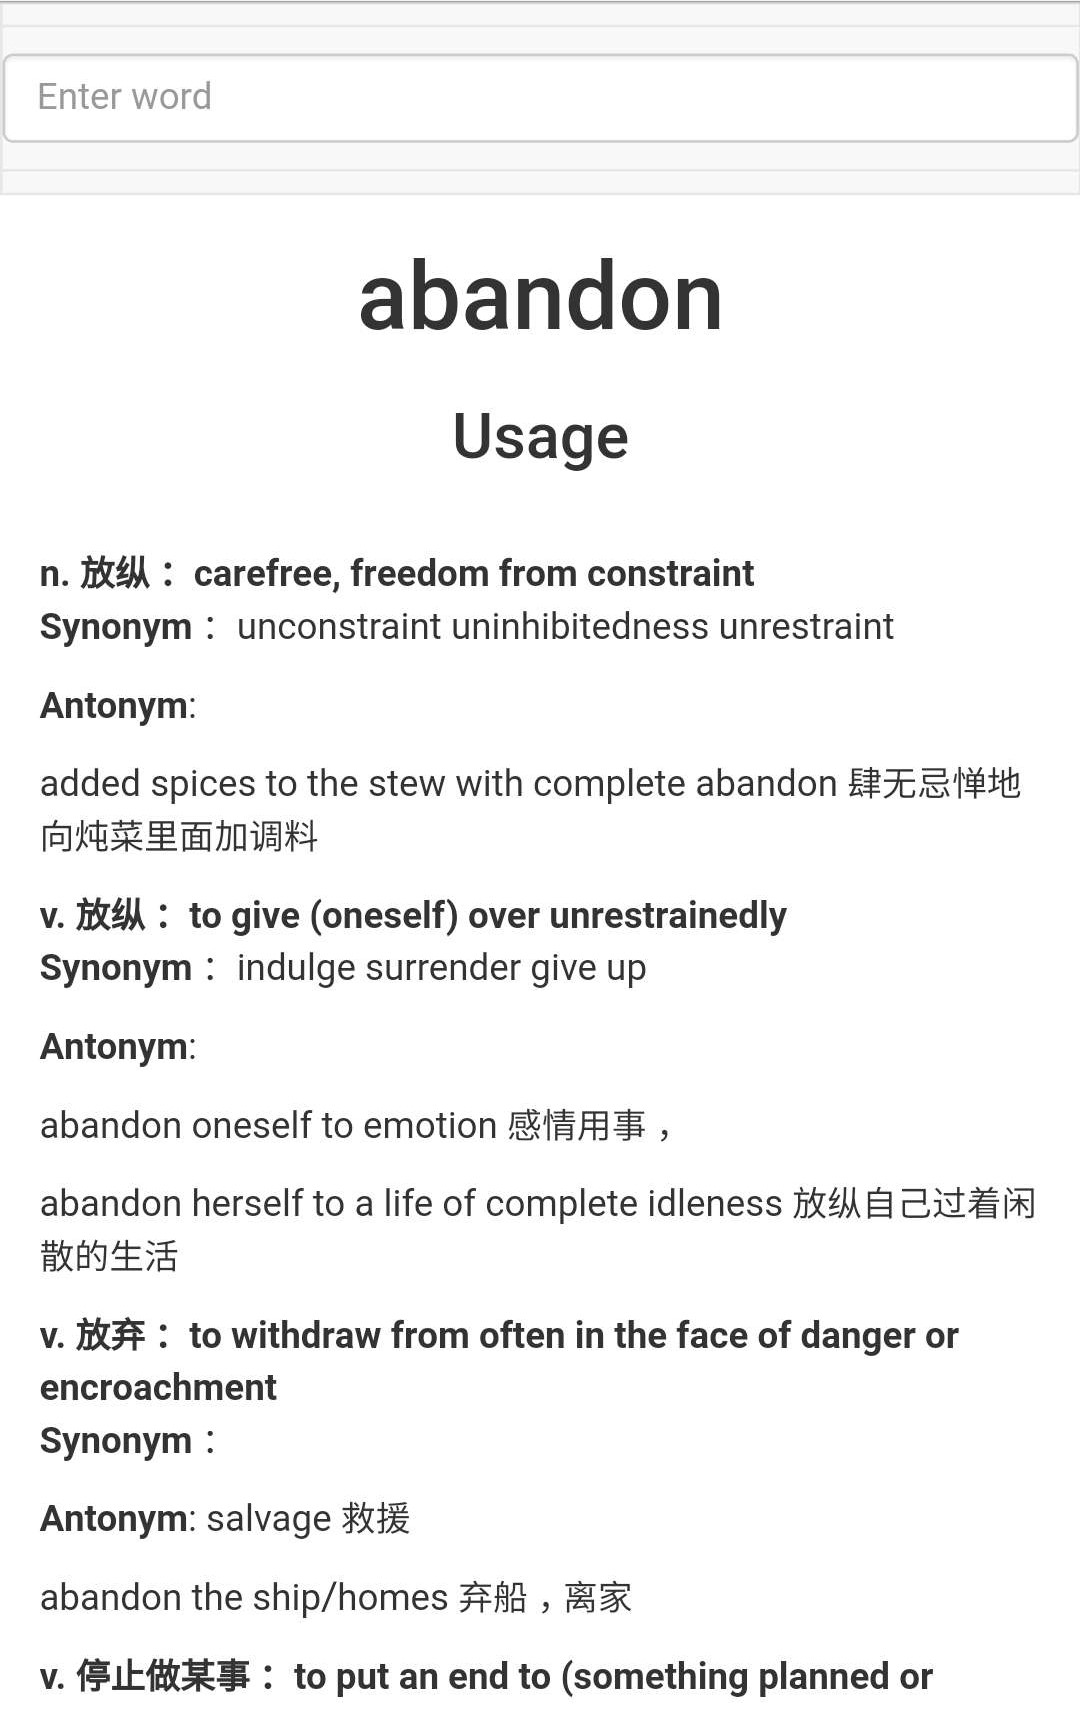 Enter word
abandon
Usage
n. 放纵： carefree, freedom from constraint
Synonym： unconstraint uninhibitedness unrestraint
Antonym:
added spices to the stew with complete abandon 肆无忌惮地
向炖菜里面加调料
v. 放纵： to give (oneself) over unrestrainedly
Synonym： indulge surrender give up
Antonym:
abandon oneself to emotion 感情用事，
abandon herself to a life of complete idleness 放纵自己过着闲
散的生活
v. 放弃： to withdraw from often in the face of danger or
encroachment
Synonym：
Antonym: salvage 救援
abandon the ship/homes 弃船，离家
v. 停止做某事： to put an end to (something planned or